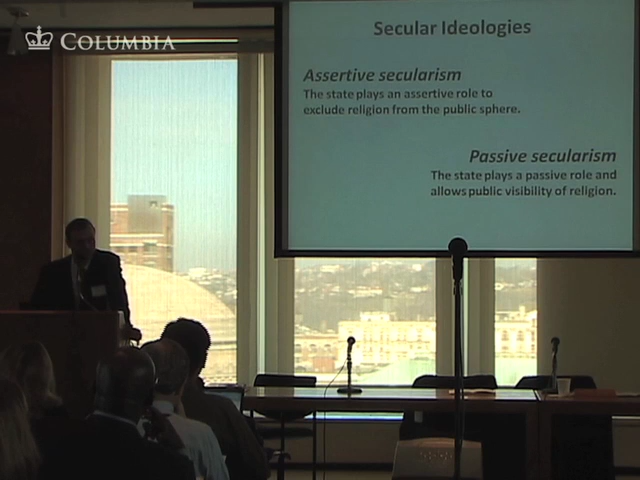 COLUMBIA
Secular Ideologies
Assertive secularism
The state plays an assertive role to
exclude religion from the public sphere.
Passive secularism
The state plays a passive role and
allows public visibility of religion.